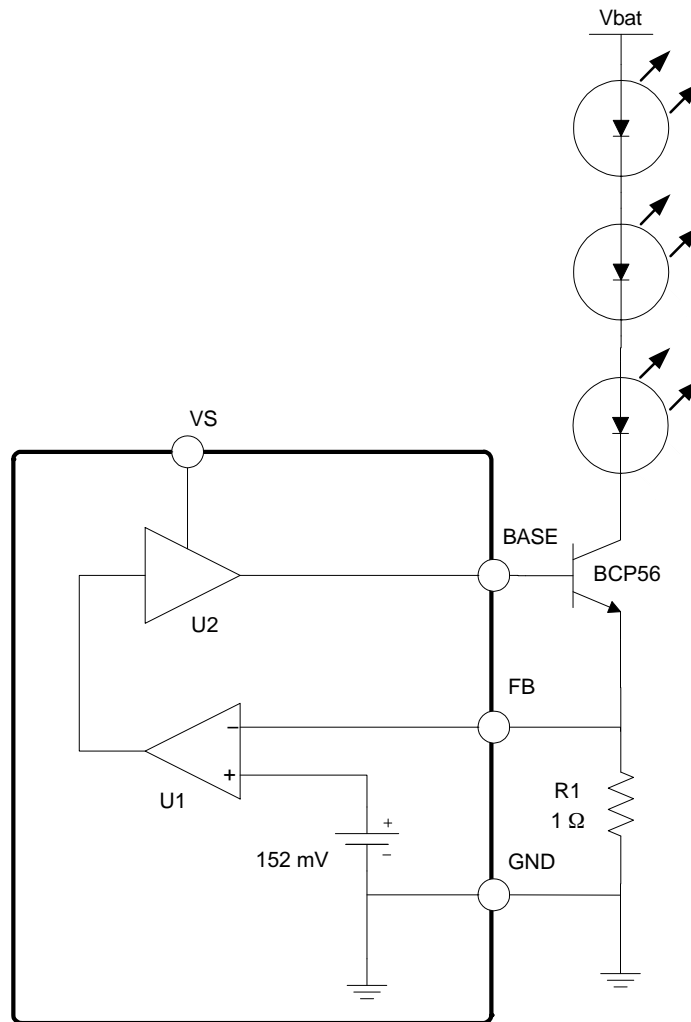 Vbat
VS
BASE
BCP56
U2
FB
−
+
U1
R1
1 Ω
+
−
152 mV
GND